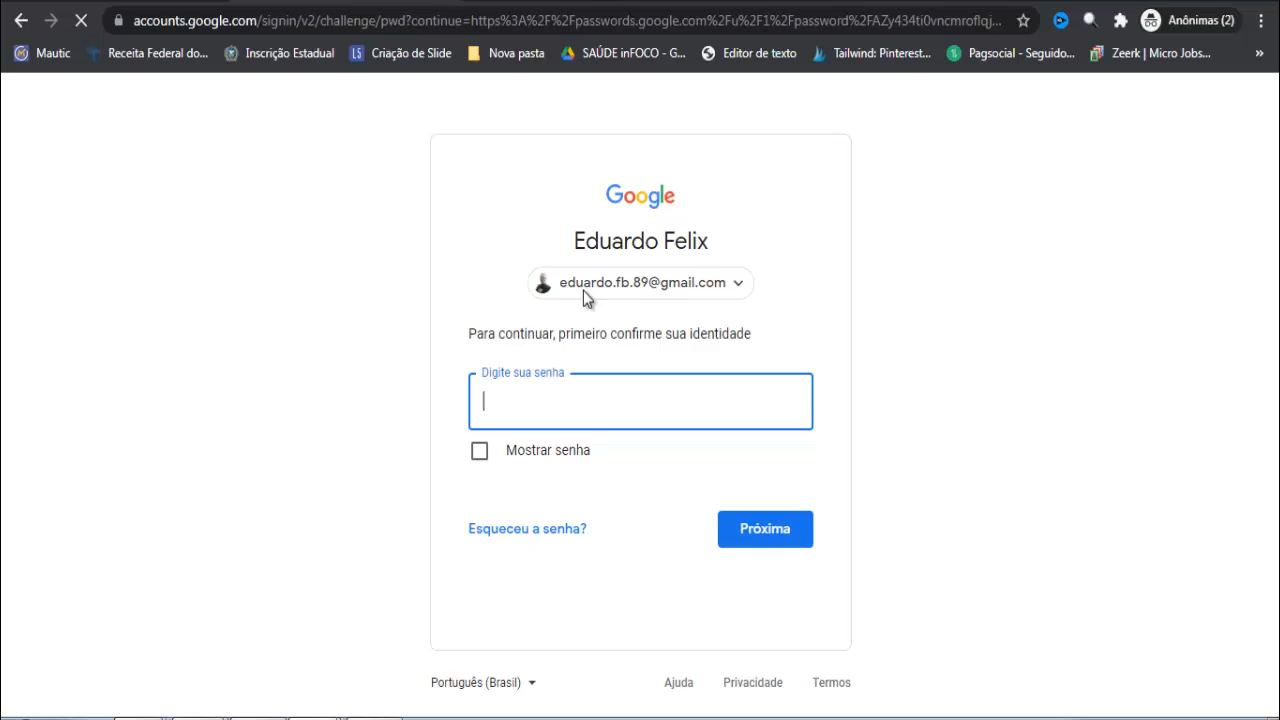 accounts.google.com/signin/v2/challenge/pwd?continue=https%3A%2F%2Fpasswords.google.com%2Fu%2F1%2Fpassword%2FAZy434ti0vncmroflqj...
Anônimas (2)
Mautic
Receita Federal do...
Inscrição Estadual
LS Criação de Slide
Nova pasta
SAÚDE inFOCO - G...
Editor de texto
Tailwind: Pinterest...
Pagsocial - Seguido...
Zeerk | Micro Jobs...
»
Google
Eduardo Felix
eduardo.fb.89@gmail.com
Para continuar, primeiro confirme sua identidade
Digite sua senha
Mostrar senha
Esqueceu a senha?
Próxima
Português (Brasil)
Ajuda
Privacidade
Termos